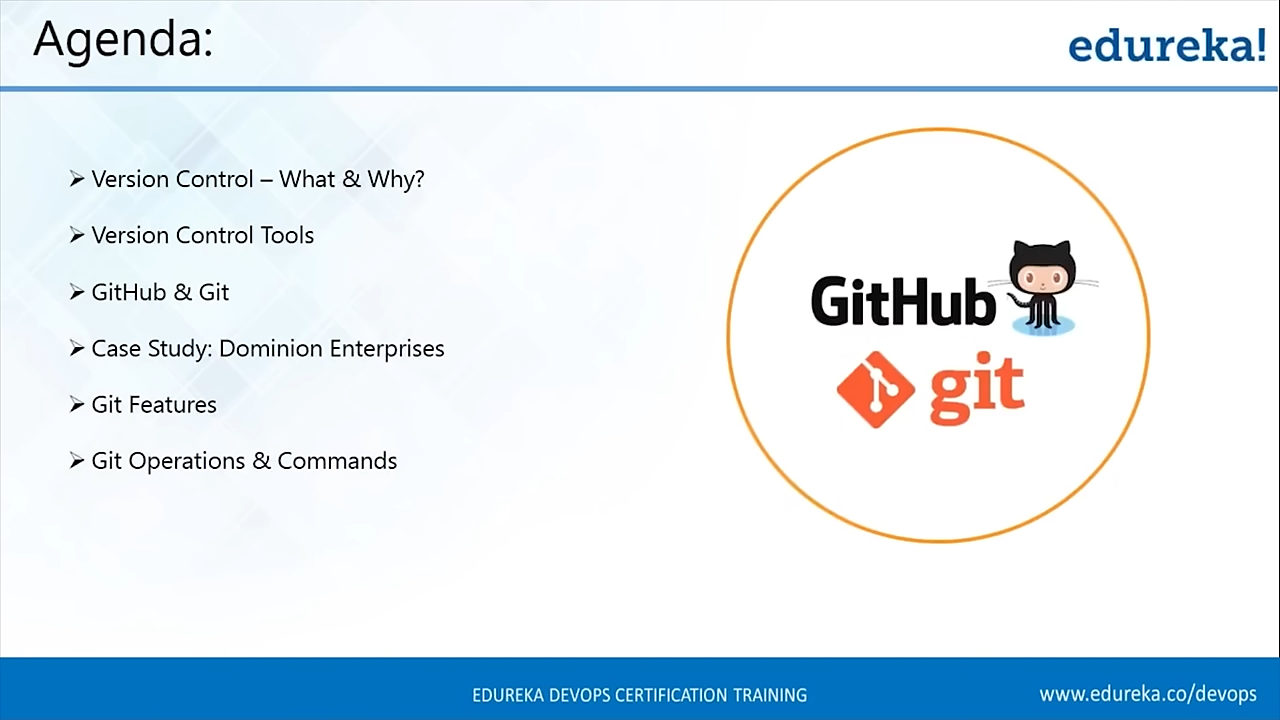 Agenda:
edureka!
Version Control – What & Why?
Version Control Tools
GitHub & Git
Case Study: Dominion Enterprises
Git Features
Git Operations & Commands
GitHub
git
EDUREKA DEVOPS CERTIFICATION TRAINING
www.edureka.co/devops